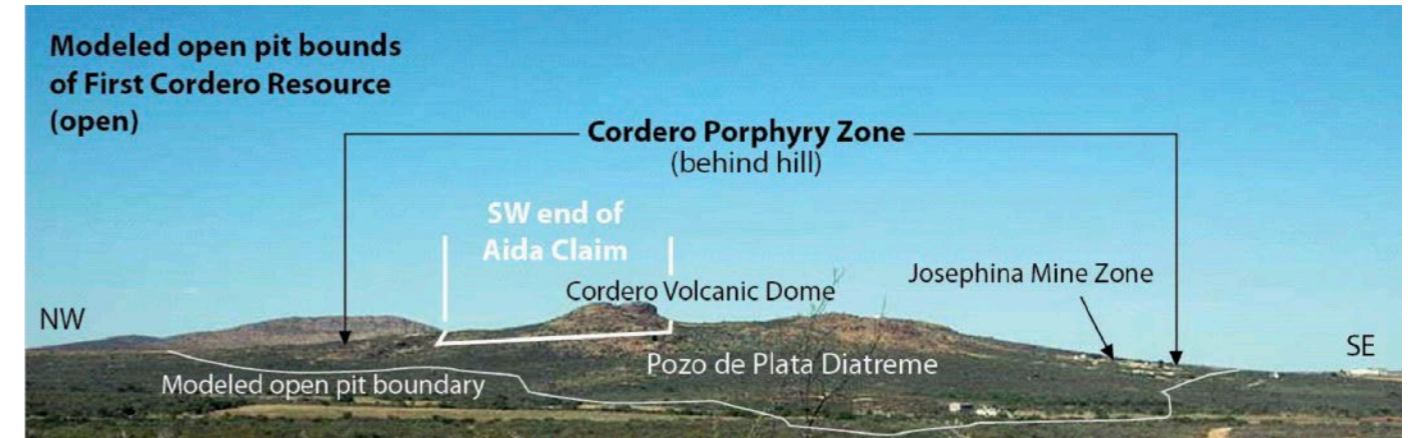 Modeled open pit bounds
of First Cordero Resource
(open)
Cordero Porphyry Zone
(behind hill)
SW end of
Aida Claim
Cordero Volcanic Dome
Josephina Mine Zone
NW
SE
Pozo de Plata Diatreme
Modeled open pit boundary